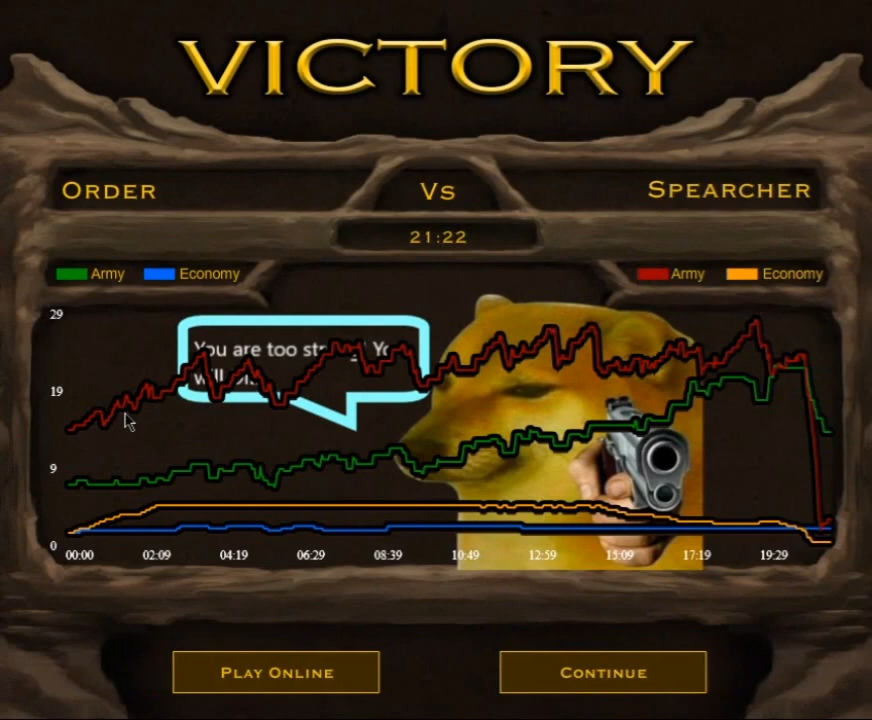 VICTORY
ORDER Vs SPEARCHER
21:22
Army Economy Army Economy
You are too Yo
will
29
19
9
0
00:00 02:09 04:19 06:29 08:39 10:49 12:59 15:09 17:19 19:29
PLAY ONLINE CONTINUE